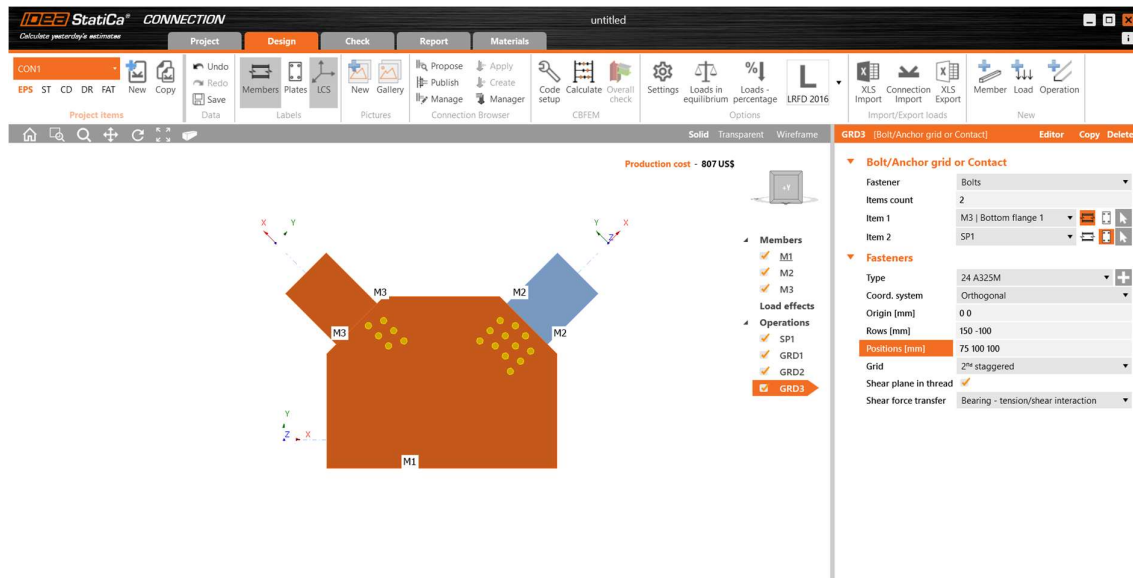 IDEA StatiCa® CONNECTION
untitled
Calculate yesterday's estimates
Project Design Check Report Materials
CON1
EPS ST CD DR FAT
New Copy
Project items
Undo
Redo
Save
Data
Members Plates LCS
Labels
New Gallery
Pictures
Propose Apply
Publish Create
Manage Manager
Connection Browser
Code setup Calculate Overall check
CBFEM
Settings Loads in equilibrium Loads - percentage LRFD 2016
Options
XLS Import Connection Import XLS Export
Import/Export loads
Member Load Operation
New
Solid Transparent Wireframe
GRD3 [Bolt/Anchor grid or Contact] Editor Copy Delete
Production cost - 807 US$
+Y
X Y
Y X
Z
M3
M2
M3
M2
Y
Z X
M1
Members
M1
M2
M3
Load effects
Operations
SP1
GRD1
GRD2
GRD3
Bolt/Anchor grid or Contact
Fastener Bolts
Items count 2
Item 1 M3 | Bottom flange 1
Item 2 SP1
Fasteners
Type 24 A325M
Coord. system Orthogonal
Origin [mm] 0 0
Rows [mm] 150 -100
Positions [mm] 75 100 100
Grid 2nd staggered
Shear plane in thread
Shear force transfer Bearing - tension/shear interaction